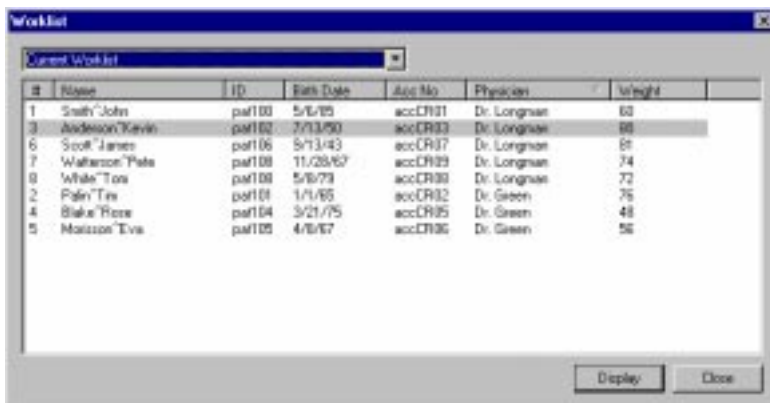 Worklist
Current Worklist
# Name ID Birth Date Acc No Physician Weight
1 Smith^John pat100 5/6/85 accCR01 Dr. Longman 60
3 Anderson^Kevin pat102 7/13/50 accCR03 Dr. Longman 88
6 Scott^James pat106 9/13/43 accCR07 Dr. Longman 81
7 Watterson^Pete 11/28/67 accCR09 Dr. Longman 74
8 White^Tom pat108 5/8/79 accCR08 Dr. Longman 72
2 Palin^Tim pat101 1/1/65 accCR02 Dr. Green 76
4 Blake^Rose pat104 3/21/75 accCR05 Dr. Green 48
5 Morisson^Eva pat105 accCR06 Dr. Green 56
Display Close